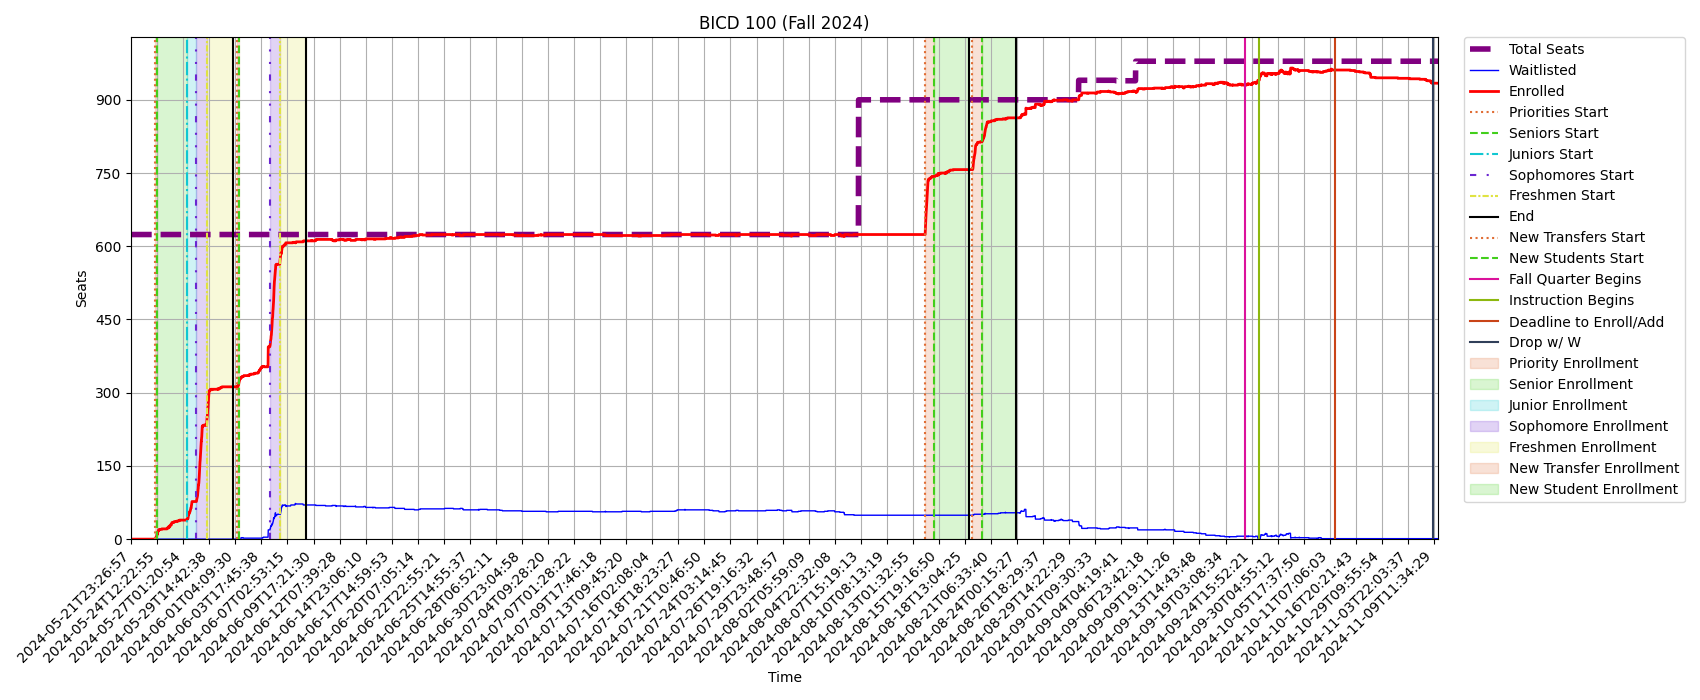 BICD 100 (Fall 2024)
Seats
900
750
600
450
300
150
0
2024-05-21T23:26:57
2024-05-24T12:22:55
2024-05-27T01:20:54
2024-05-29T14:42:38
2024-06-01T04:09:30
2024-06-03T17:45:38
2024-06-07T02:53:15
2024-06-09T17:21:30
2024-06-12T07:39:28
2024-06-14T23:06:10
2024-06-17T14:59:53
2024-06-20T07:05:14
2024-06-22T22:55:21
2024-06-25T14:55:37
2024-06-28T06:52:11
2024-06-30T23:04:58
2024-07-04T09:28:20
2024-07-07T01:28:22
2024-07-09T17:46:18
2024-07-13T09:45:20
2024-07-16T02:08:04
2024-07-18T18:23:27
2024-07-21T10:46:50
2024-07-24T03:14:45
2024-07-26T19:16:32
2024-07-29T23:48:57
2024-08-02T05:59:09
2024-08-04T22:32:08
2024-08-07T15:19:13
2024-08-10T08:13:19
2024-08-13T01:32:55
2024-08-15T19:16:50
2024-08-18T13:04:25
2024-08-21T06:33:40
2024-08-24T00:15:27
2024-08-26T18:29:37
2024-08-29T14:22:29
2024-09-01T09:30:33
2024-09-04T04:19:41
2024-09-06T23:42:18
2024-09-09T19:11:26
2024-09-13T14:43:48
2024-09-19T03:08:34
2024-09-24T15:52:21
2024-09-30T04:55:12
2024-10-05T17:37:50
2024-10-11T07:06:03
2024-10-16T20:21:43
2024-10-29T09:55:54
2024-11-03T22:03:37
2024-11-09T11:34:29
Time
Total Seats
Waitlisted
Enrolled
Priorities Start
Seniors Start
Juniors Start
Sophomores Start
Freshmen Start
End
New Transfers Start
New Students Start
Fall Quarter Begins
Instruction Begins
Deadline to Enroll/Add
Drop w/ W
Priority Enrollment
Senior Enrollment
Junior Enrollment
Sophomore Enrollment
Freshmen Enrollment
New Transfer Enrollment
New Student Enrollment